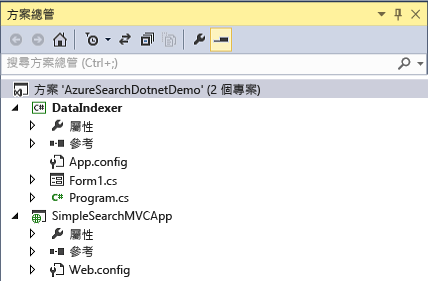 方案總管
搜尋方案總管 (Ctrl+;)
方案 'AzureSearchDotnetDemo' (2 個專案)
C# DataIndexer
屬性
參考
App.config
Form1.cs
C# Program.cs
SimpleSearchMVCApp
屬性
參考
Web.config